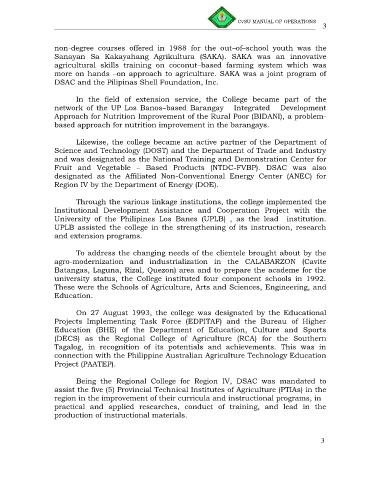 CvSU MANUAL OF OPERATIONS
3
non-degree courses offered in 1988 for the out–of–school youth was the
Sanayan Sa Kakayahang Agrikultura (SAKA). SAKA was an innovative
agricultural skills training on coconut–based farming system which was
more on hands –on approach to agriculture. SAKA was a joint program of
DSAC and the Pilipinas Shell Foundation, Inc.
In the field of extension service, the College became part of the
network of the UP Loa Banos–based Barangay Integrated Development
Approach for Nutrition Improvement of the Rural Poor (BIDANI), a problem-
based approach for nutrition improvement in the barangays.
Likewise, the college became an active partner of the Department of
Science and Technology (DOST) and the Department of Trade and Industry
and was designated as the National Training and Demonstration Center for
Fruit and Vegetable – Based Products (NTDC-FVBP). DSAC was also
designated as the Affiliated Non-Conventional Energy Center (ANEC) for
Region IV by the Department of Energy (DOE).
Through the various linkage institutions, the college implemented the
Institutional Development Assistance and Cooperation Project with the
University of the Philipines Los Banes (UPLB) , as the lead institution.
UPLB assisted the college in the strengthening of its instruction, research
and extension programs.
To address the changing needs of the clientele brought about by the
agro-modernization and industrialization in the CALABARZON (Cavite
Batangas, Laguna, Rizal, Quezon) area and to prepare the academe for the
university status, the College instituted four component schools in 1992.
These were the Schools of Agriculture, Arts and Sciences, Engineering, and
Education.
On 27 August 1993, the college was designated by the Educational
Projects Implementing Task Force (EDPITAF) and the Bureau of Higher
Education (BHE) of the Department of Education, Culture and Sports
(DECS) as the Regional College of Agriculture (RCA) for the Southern
Tagalog, in recognition of its potentials and achievements. This was in
connection with the Philippine Australian Agriculture Technology Education
Project (PAATEP).
Being the Regional College for Region IV, DSAC was mandated to
assist the five (5) Provincial Technical Institutes of Agriculture (PTIAs) in the
region in the improvement of their curricula and instructional programs, in
practical and applied researches, conduct of training, and lead in the
production of instructional materials.
3